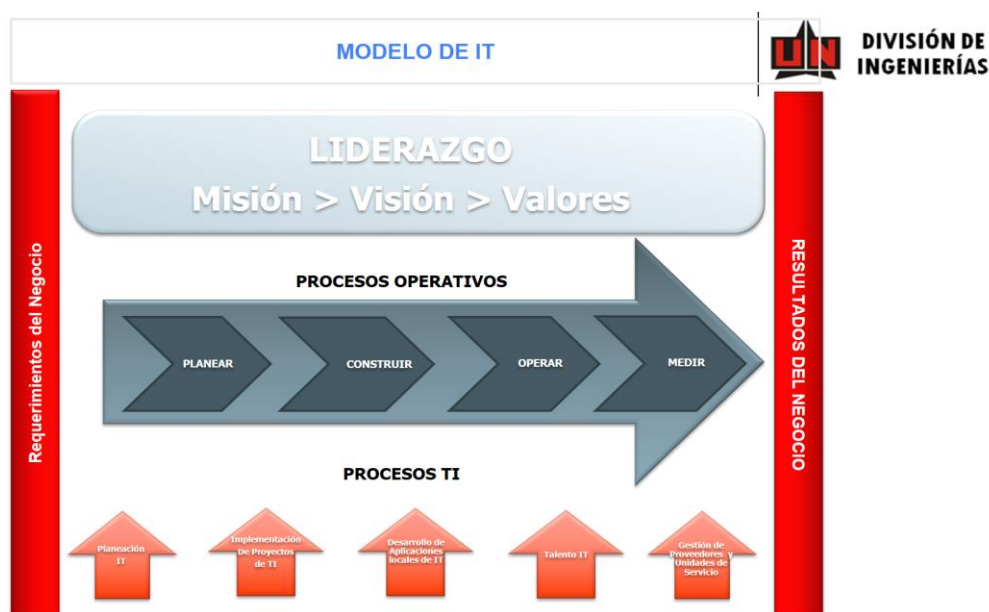 MODELO DE IT
UN
DIVISIÓN DE
INGENIERÍAS
Requerimientos del Negocio
LIDERAZGO
Misión > Visión > Valores
PROCESOS OPERATIVOS
PLANEAR
CONSTRUIR
OPERAR
MEDIR
PROCESOS TI
Planeación
IT
Implementación
De Proyectos
de TI
Desarrollo de
Aplicaciones
locales de IT
Talento IT
Gestión de
Proveedores y
Unidades de
Servicio
RESULTADOS DEL NEGOCIO